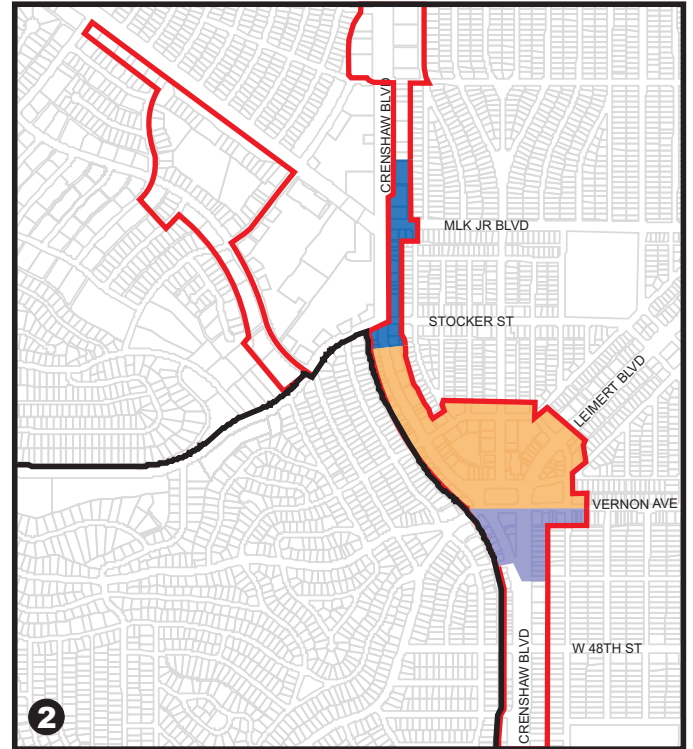 CRENSHAW BLVD
MLK JR BLVD
STOCKER ST
LEIMERT BLVD
VERNON AVE
W 48TH ST
CRENSHAW BLVD
2